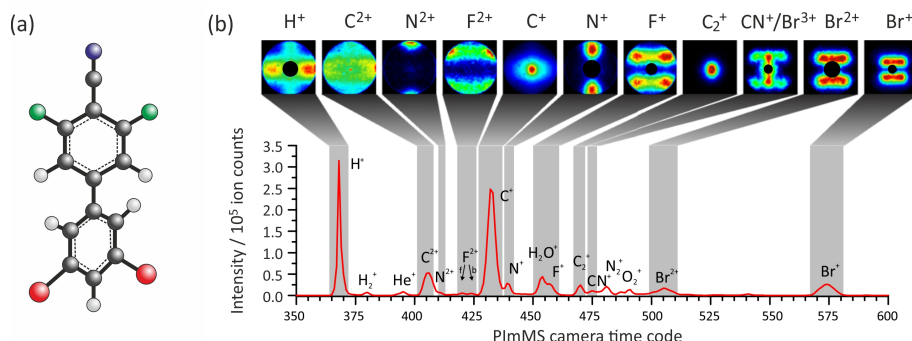 (a)
(b)
H⁺ C²⁺ N²⁺ F²⁺ C⁺ N⁺ F⁺ C₂⁺ CN⁺/Br³⁺ Br²⁺ Br⁺
Intensity / 10⁵ ion counts
3.5
3.0
2.5
2.0
1.5
1.0
0.5
0.0
H⁺
H₂⁺
He⁺
C²⁺
N²⁺
F²⁺
f b
C⁺
N⁺
H₂O⁺
F⁺
C₂⁺
CN⁺
N₂⁺
O₂⁺
Br²⁺
Br⁺
350 375 400 425 450 475 500 525 550 575 600
PImMS camera time code